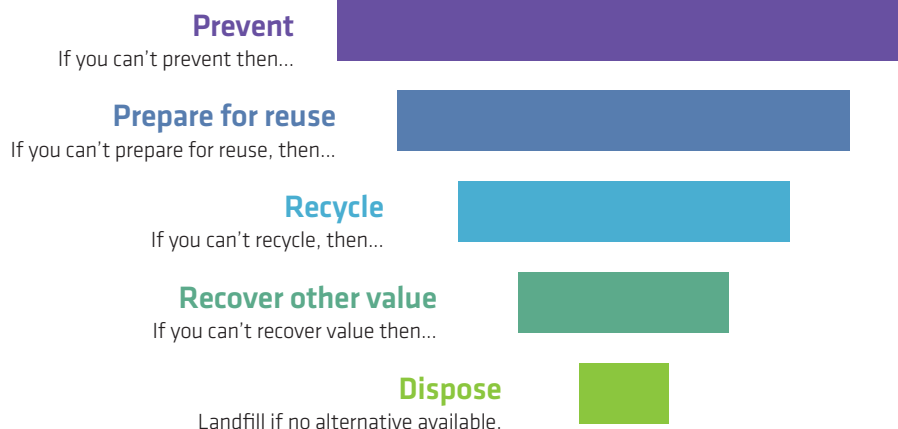 Prevent
If you can’t prevent then...
Prepare for reuse
If you can’t prepare for reuse, then...
Recycle
If you can’t recycle, then...
Recover other value
If you can’t recover value then...
Dispose
Landfill if no alternative available.